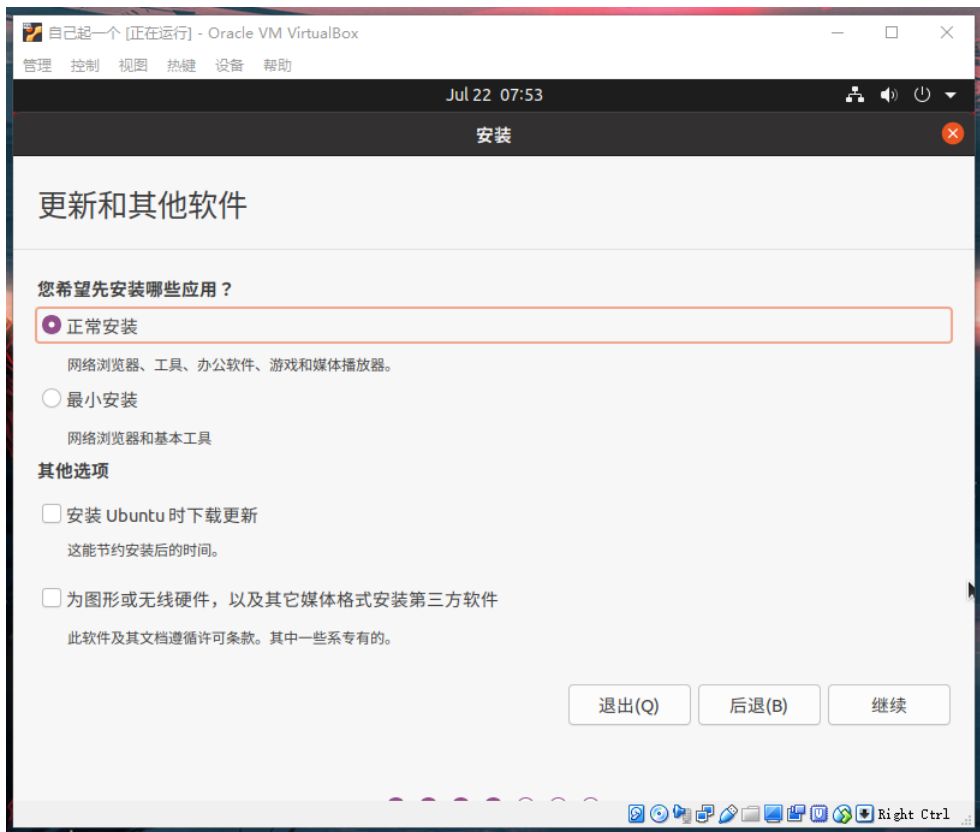 自己起一个 [正在运行] - Oracle VM VirtualBox
管理 控制 视图 热键 设备 帮助
Jul 22 07:53
安装
更新和其他软件
您希望先安装哪些应用？
正常安装
网络浏览器、工具、办公软件、游戏和媒体播放器。
最小安装
网络浏览器和基本工具
其他选项
安装 Ubuntu 时下载更新
这能节约安装后的时间。
为图形或无线硬件，以及其它媒体格式安装第三方软件
此软件及其文档遵循许可条款。其中一些系专有的。
退出(Q) 后退(B) 继续
Right Ctrl